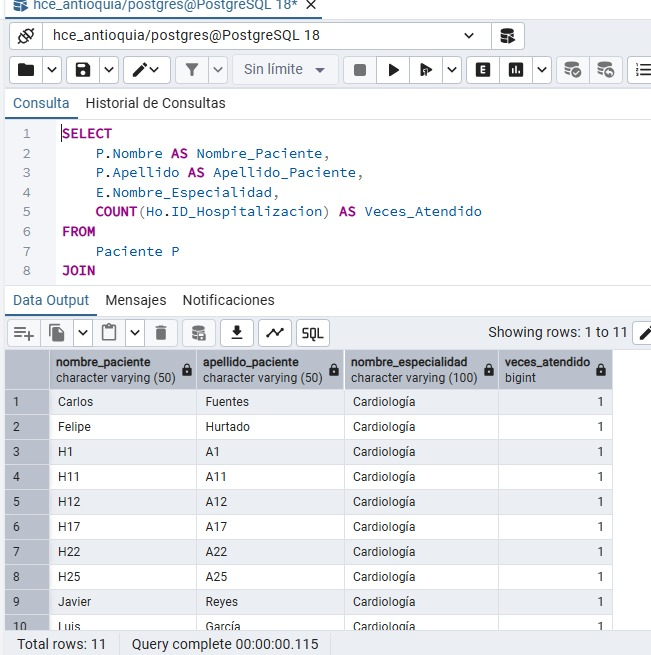 hce_antioquia/postgres@PostgreSQL 18*
hce_antioquia/postgres@PostgreSQL 18
Sin límite
E
Consulta Historial de Consultas
1 SELECT
2 P.Nombre AS Nombre_Paciente,
3 P.Apellido AS Apellido_Paciente,
4 E.Nombre_Especialidad,
5 COUNT(Ho.ID_Hospitalizacion) AS Veces_Atendido
6 FROM
7 Paciente P
8 JOIN
Data Output Mensajes Notificaciones
SQL Showing rows: 1 to 11
nombre_paciente apellido_paciente nombre_especialidad veces_atendido
character varying (50) character varying (50) character varying (100) bigint
1 Carlos Fuentes Cardiología 1
2 Felipe Hurtado Cardiología 1
3 H1 A1 Cardiología 1
4 H11 A11 Cardiología 1
5 H12 A12 Cardiología 1
6 H17 A17 Cardiología 1
7 H22 A22 Cardiología 1
8 H25 A25 Cardiología 1
9 Javier Reyes Cardiología 1
10 Luis García Cardiología 1
Total rows: 11 Query complete 00:00:00.115